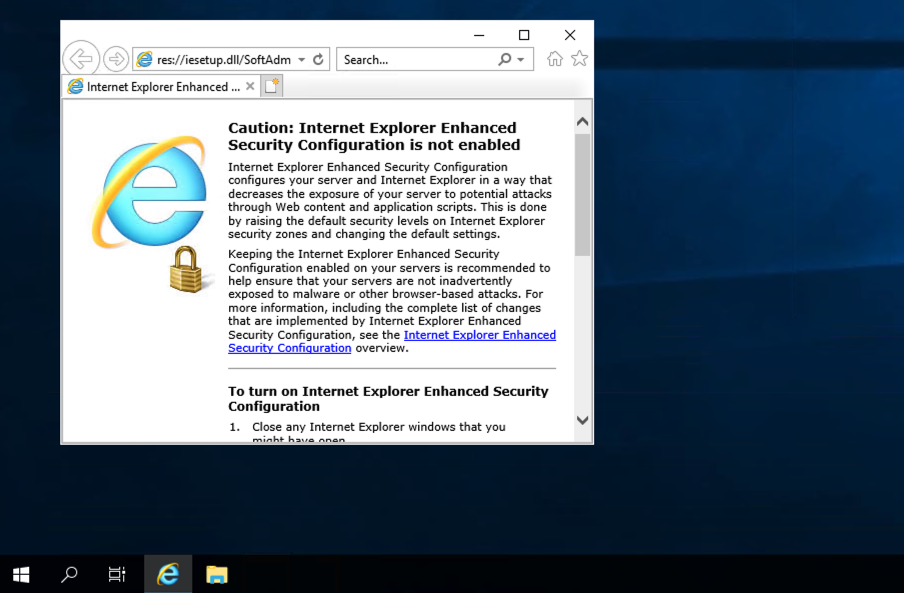 res://iesetup.dll/SoftAdm
Search...
Internet Explorer Enhanced ...
Caution: Internet Explorer Enhanced
Security Configuration is not enabled
Internet Explorer Enhanced Security Configuration
configures your server and Internet Explorer in a way that
decreases the exposure of your server to potential attacks
through Web content and application scripts. This is done
by raising the default security levels on Internet Explorer
security zones and changing the default settings.
Keeping the Internet Explorer Enhanced Security
Configuration enabled on your servers is recommended to
help ensure that your servers are not inadvertently
exposed to malware or other browser-based attacks. For
more information, including the complete list of changes
that are implemented by Internet Explorer Enhanced
Security Configuration, see the Internet Explorer Enhanced
Security Configuration overview.
To turn on Internet Explorer Enhanced Security
Configuration
1. Close any Internet Explorer windows that you
might have open